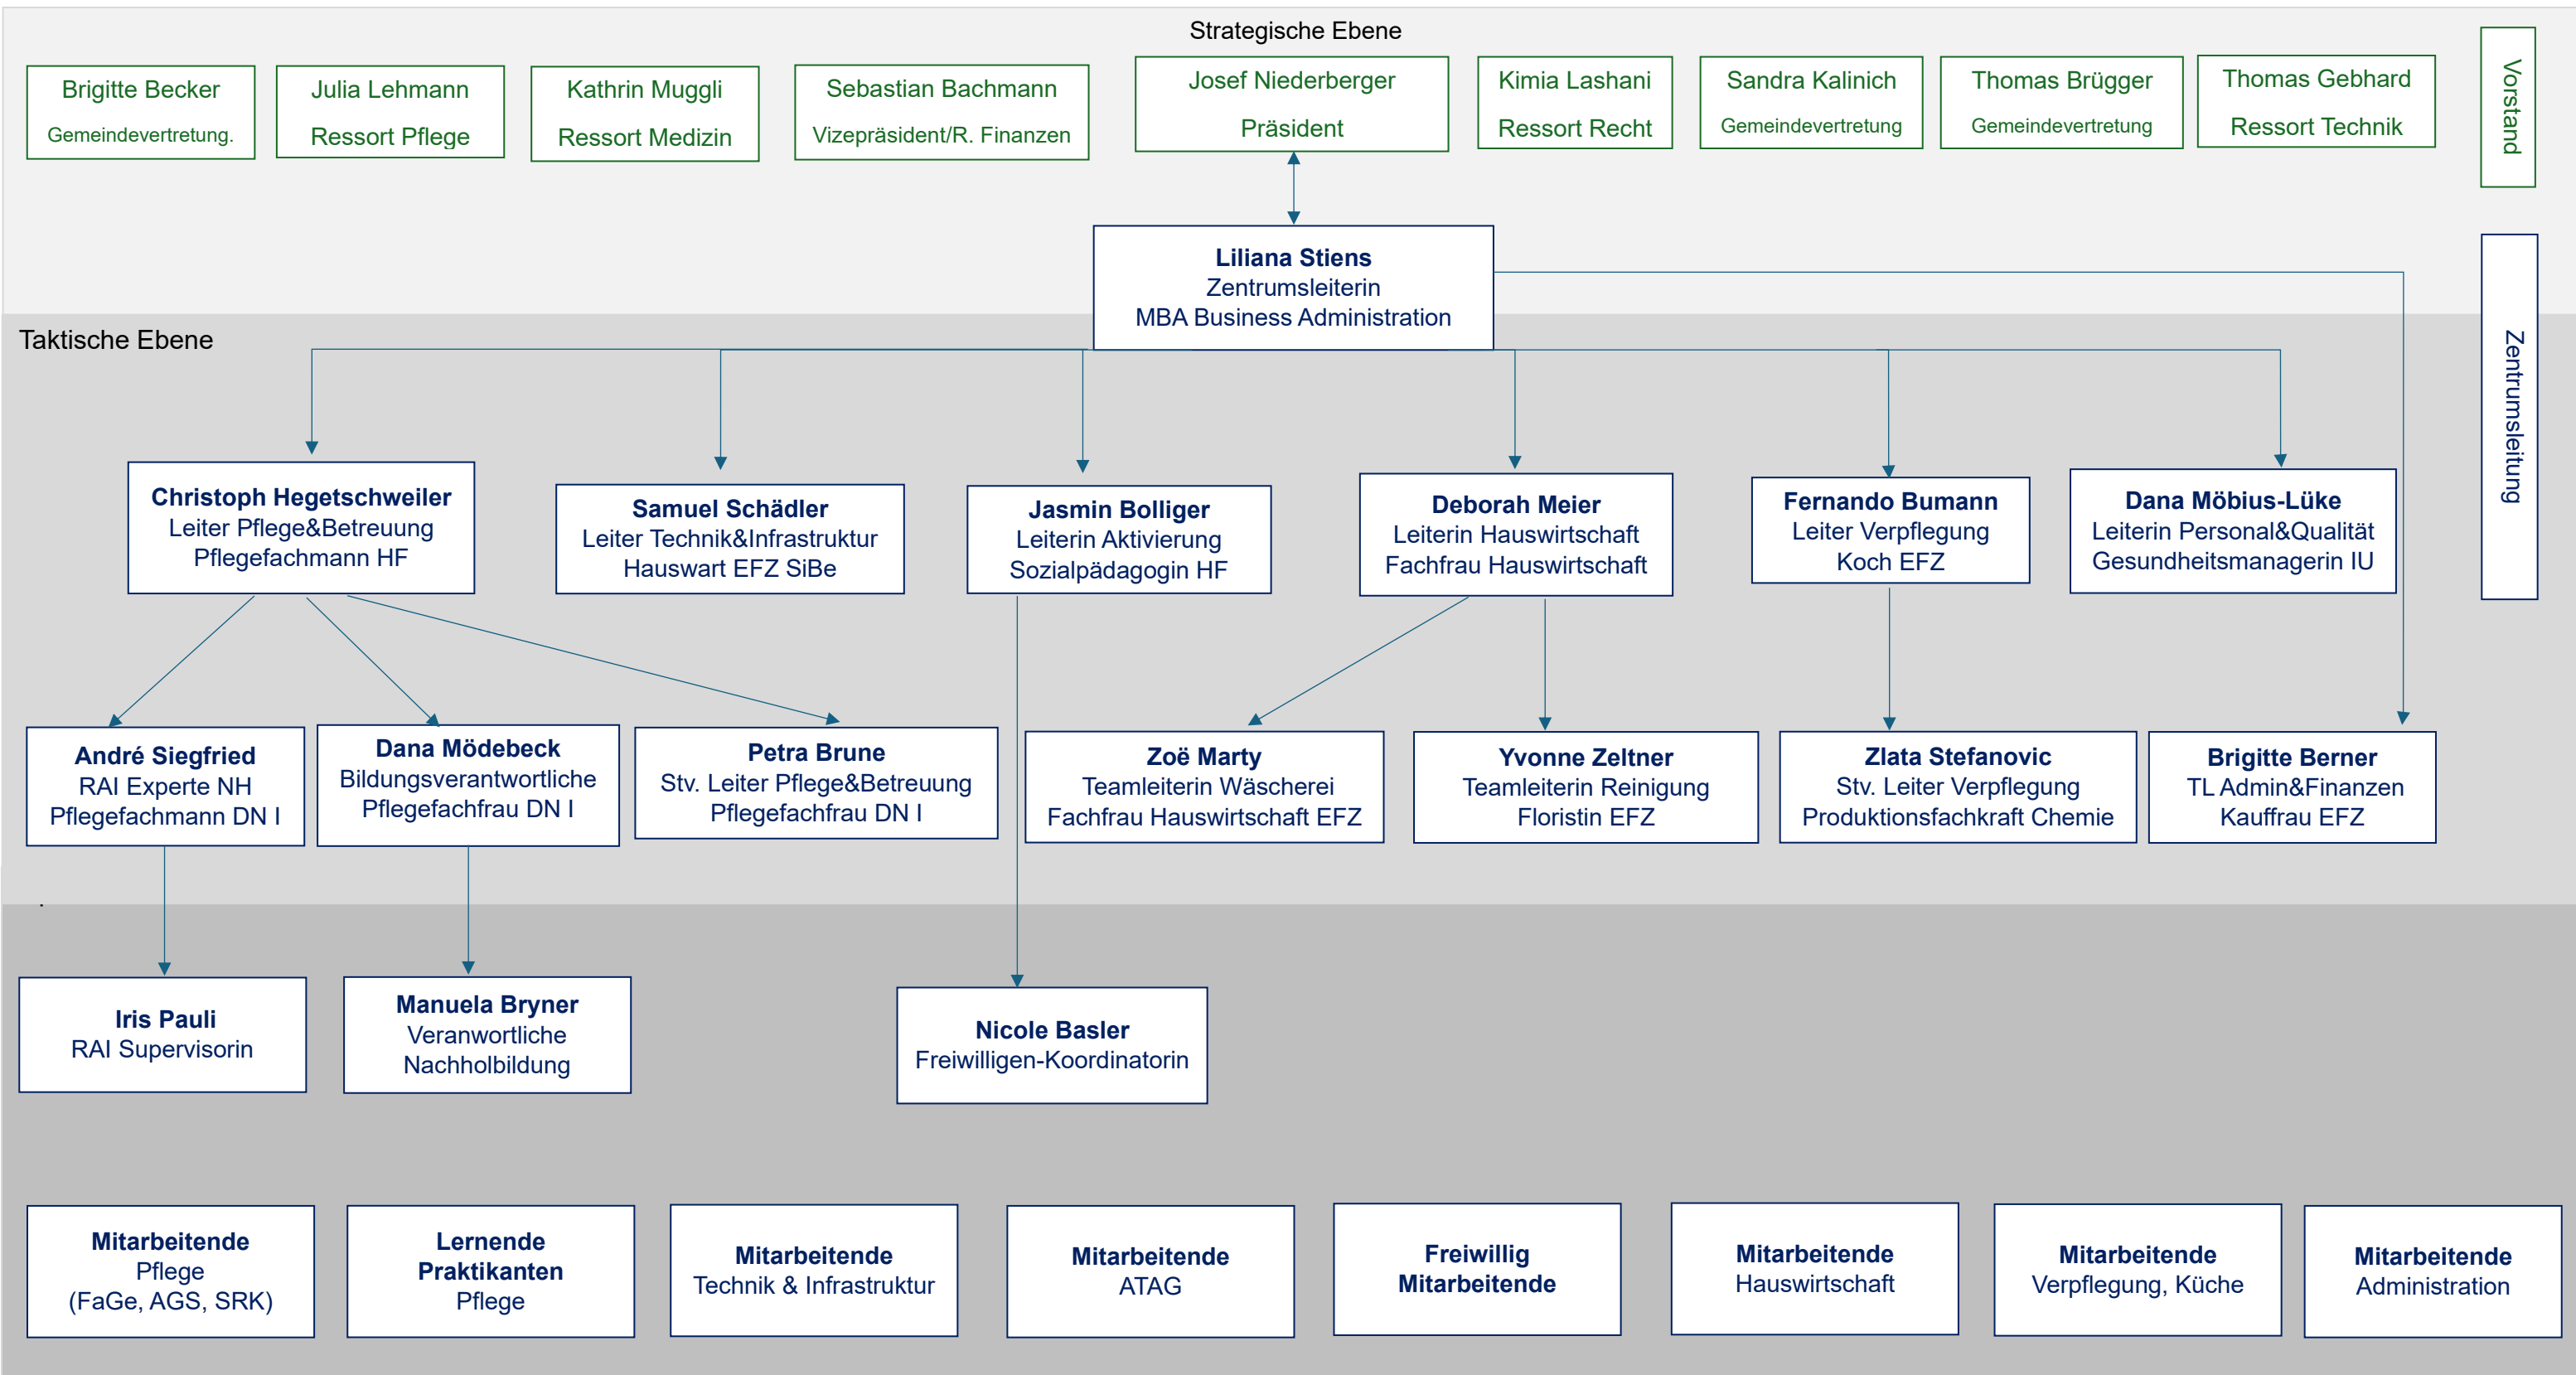 Strategische Ebene
Brigitte Becker
Gemeindevertretung.
Julia Lehmann
Ressort Pflege
Kathrin Muggli
Ressort Medizin
Sebastian Bachmann
Vizepräsident/R. Finanzen
Josef Niederberger
Präsident
Kimia Lashani
Ressort Recht
Sandra Kalinich
Gemeindevertretung
Thomas Brügger
Gemeindevertretung
Thomas Gebhard
Ressort Technik
Vorstand
Liliana Stiens
Zentrumsleiterin
MBA Business Administration
Zentrumsleitung
Taktische Ebene
Christoph Hegetschweiler
Leiter Pflege&Betreuung
Pflegefachmann HF
Samuel Schädler
Leiter Technik&Infrastruktur
Hauswart EFZ SiBe
Jasmin Bolliger
Leiterin Aktivierung
Sozialpädagogin HF
Deborah Meier
Leiterin Hauswirtschaft
Fachfrau Hauswirtschaft
Fernando Bumann
Leiter Verpflegung
Koch EFZ
Dana Möbius-Lüke
Leiterin Personal&Qualität
Gesundheitsmanagerin IU
André Siegfried
RAI Experte NH
Pflegefachmann DN I
Dana Mödebeck
Bildungsverantwortliche
Pflegefachfrau DN I
Petra Brune
Stv. Leiter Pflege&Betreuung
Pflegefachfrau DN I
Zoë Marty
Teamleiterin Wäscherei
Fachfrau Hauswirtschaft EFZ
Yvonne Zeltner
Teamleiterin Reinigung
Floristin EFZ
Zlata Stefanovic
Stv. Leiter Verpflegung
Produktionsfachkraft Chemie
Brigitte Berner
TL Admin&Finanzen
Kauffrau EFZ
Iris Pauli
RAI Supervisorin
Manuela Bryner
Veranwortliche
Nachholbildung
Nicole Basler
Freiwilligen-Koordinatorin
Mitarbeitende
Pflege
(FaGe, AGS, SRK)
Lernende
Praktikanten
Pflege
Mitarbeitende
Technik & Infrastruktur
Mitarbeitende
ATAG
Freiwillig
Mitarbeitende
Mitarbeitende
Hauswirtschaft
Mitarbeitende
Verpflegung, Küche
Mitarbeitende
Administration